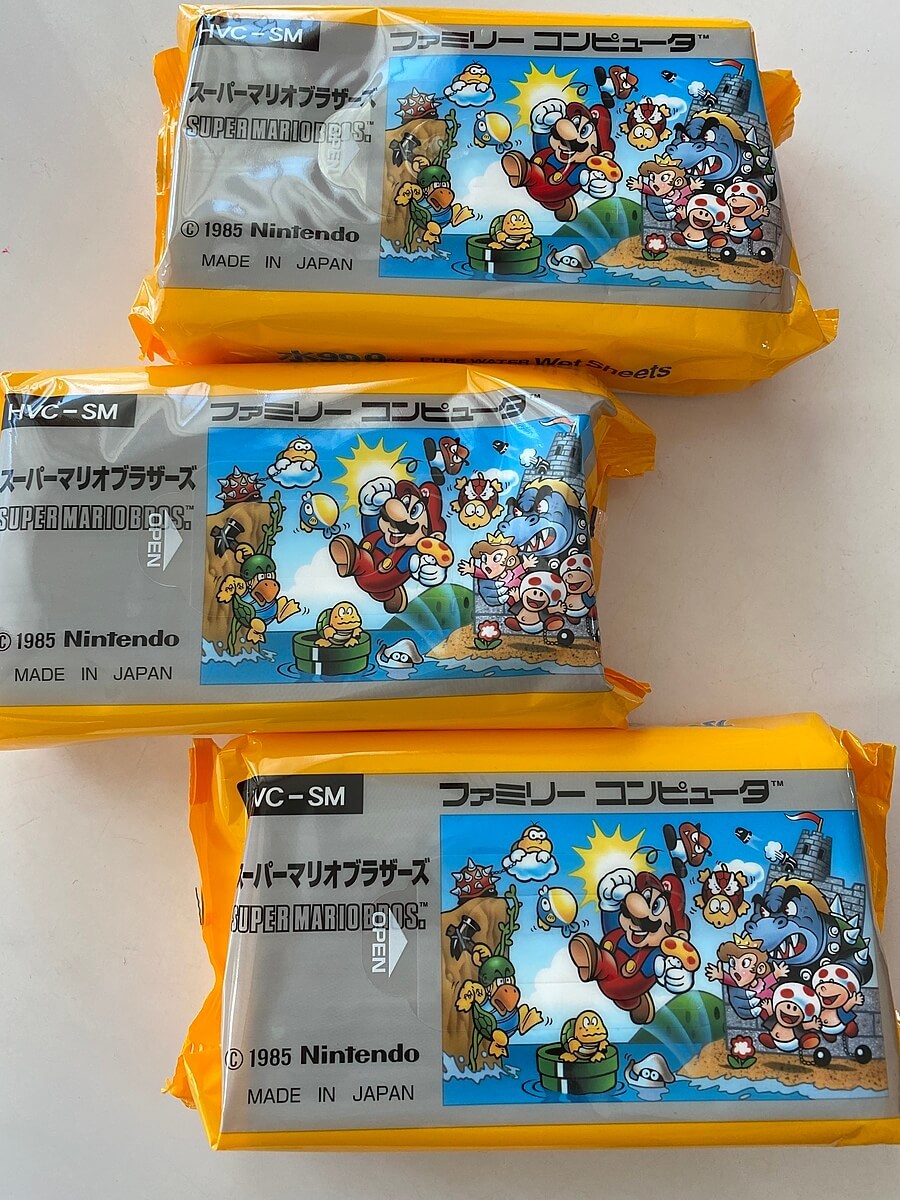 HVC-SM
ファミリー コンピュータ™
スーパーマリオブラザーズ
SUPER MARIO BROS.™
OPEN
© 1985 Nintendo
MADE IN JAPAN
水99.9% PURE WATER Wet Sheets
HVC-SM
ファミリー コンピュータ™
スーパーマリオブラザーズ
SUPER MARIO BROS.™
OPEN
© 1985 Nintendo
MADE IN JAPAN
VC-SM
ファミリー コンピュータ™
ーパーマリオブラザーズ
SUPER MARIO BROS.™
OPEN
© 1985 Nintendo
MADE IN JAPAN